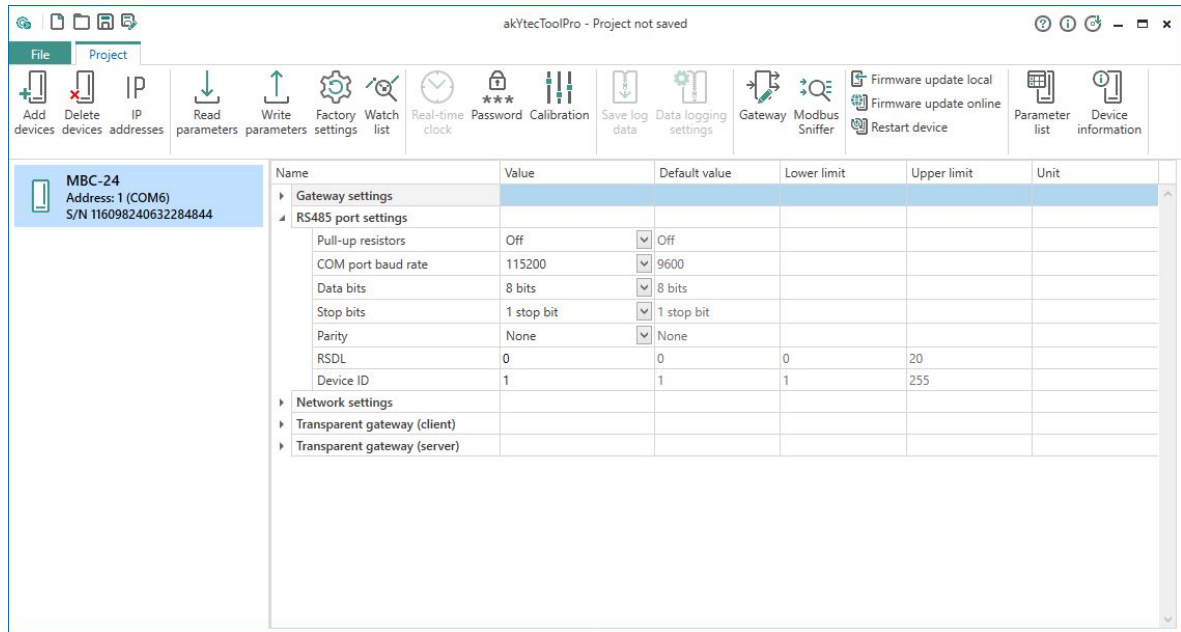 akYtecToolPro - Project not saved
File Project
Add devices
Delete devices
IP addresses
Read parameters
Write parameters
Factory settings
Watch list
Real-time clock
*** Password
Calibration
Save log data
Data logging settings
Gateway
Modbus Sniffer
Firmware update local
Firmware update online
Restart device
Parameter list
Device information
MBC-24
Address: 1 (COM6)
S/N 116098240632284844
Name Value Default value Lower limit Upper limit Unit
Gateway settings
RS485 port settings
Pull-up resistors Off Off
COM port baud rate 115200 9600
Data bits 8 bits 8 bits
Stop bits 1 stop bit 1 stop bit
Parity None None
RSDL 0 0 0 20
Device ID 1 1 1 255
Network settings
Transparent gateway (client)
Transparent gateway (server)